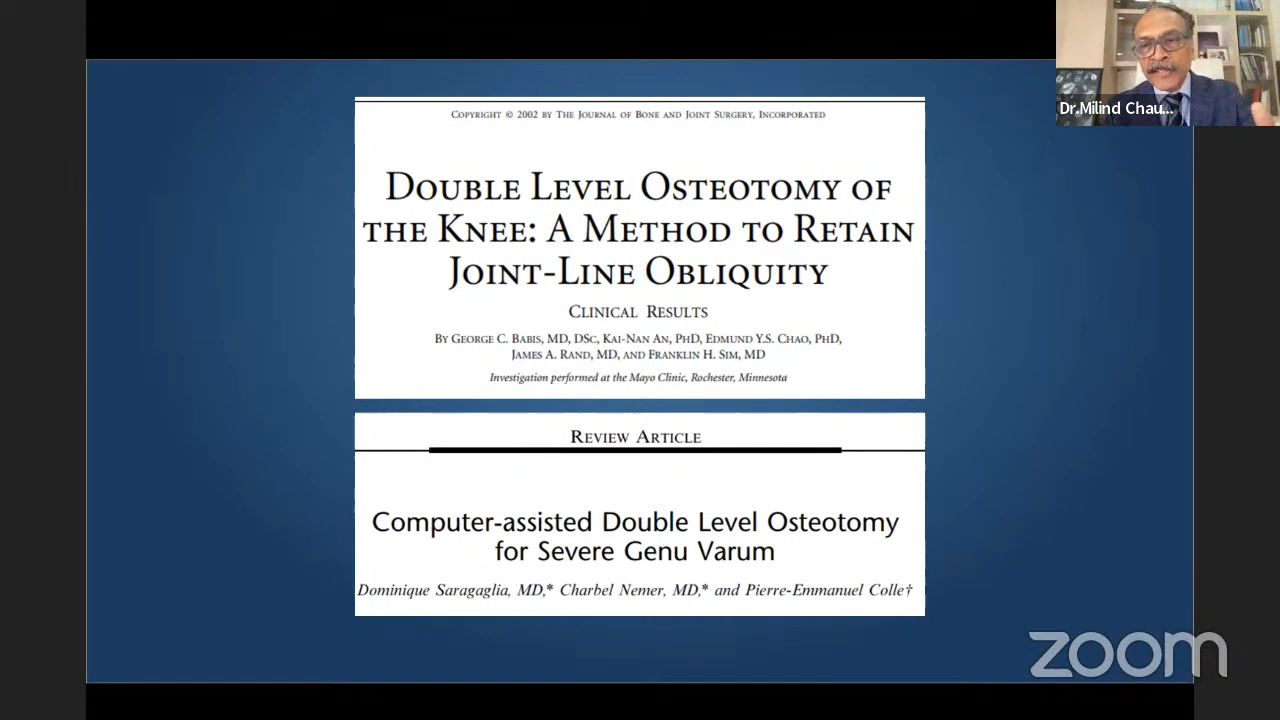 Dr.Milind Chau...
COPYRIGHT © 2002 BY THE JOURNAL OF BONE AND JOINT SURGERY, INCORPORATED
DOUBLE LEVEL OSTEOTOMY OF
THE KNEE: A METHOD TO RETAIN
JOINT-LINE OBLIQUITY
CLINICAL RESULTS
BY GEORGE C. BABIS, MD, DSC, KAI-NAN AN, PHD, EDMUND Y.S. CHAO, PHD,
JAMES A. RAND, MD, AND FRANKLIN H. SIM, MD
Investigation performed at the Mayo Clinic, Rochester, Minnesota
REVIEW ARTICLE
Computer-assisted Double Level Osteotomy
for Severe Genu Varum
Dominique Saragaglia, MD,* Charbel Nemer, MD,* and Pierre-Emmanuel Colle†
zoom